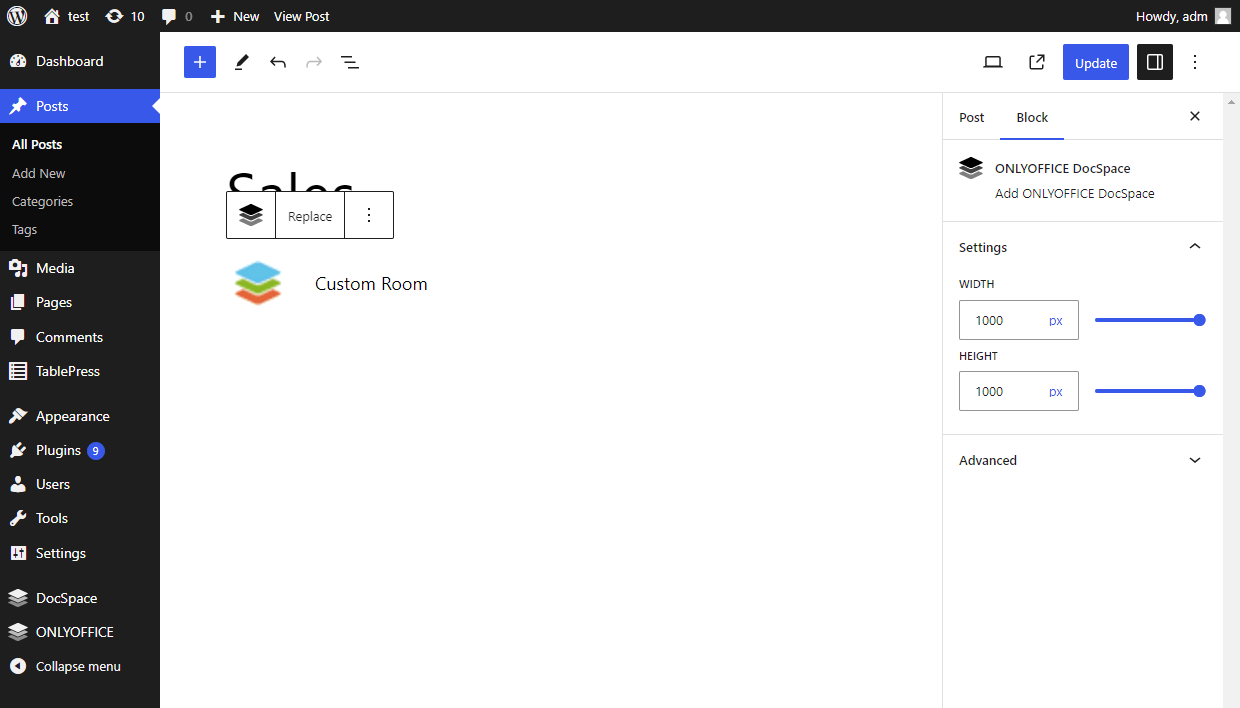 test 10 0 New View Post Howdy, adm
Dashboard
Posts
All Posts
Add New
Categories
Tags
Media
Pages
Comments
TablePress
Appearance
Plugins 9
Users
Tools
Settings
DocSpace
ONLYOFFICE
Collapse menu
Update
Sales
Replace
Custom Room
Post Block
ONLYOFFICE DocSpace
Add ONLYOFFICE DocSpace
Settings
WIDTH
1000 px
HEIGHT
1000 px
Advanced